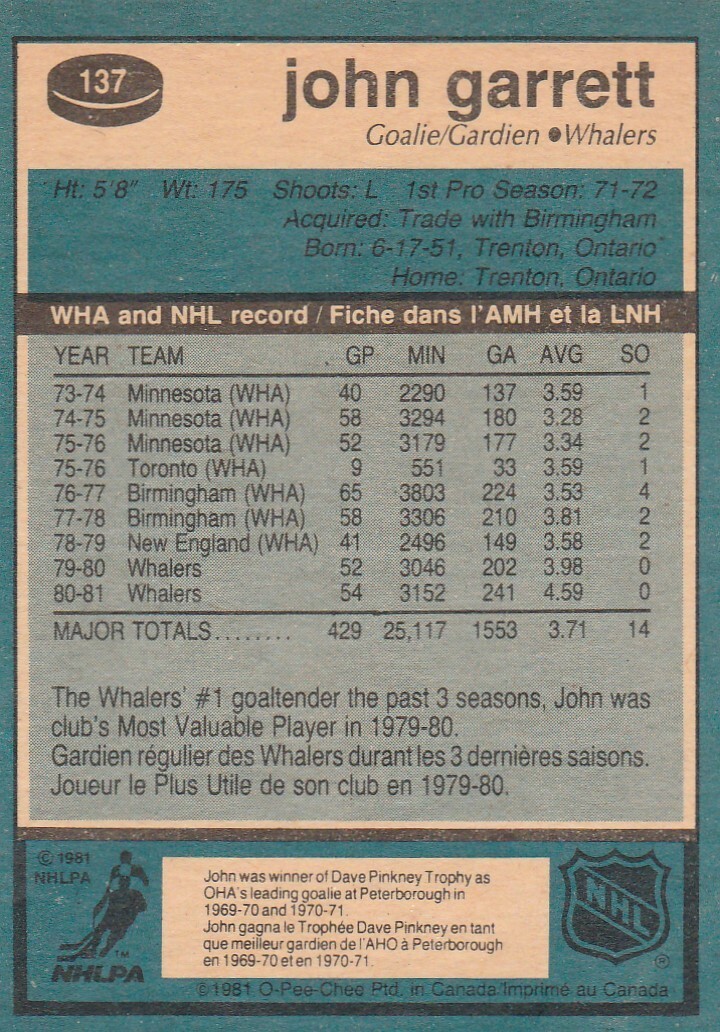 137
john garrett
Goalie/Gardien ●Whalers
Ht: 5'8" Wt: 175 Shoots: L 1st Pro Season: 71-72
Acquired: Trade with Birmingham
Born: 6-17-51, Trenton, Ontario
Home: Trenton, Ontario
WHA and NHL record / Fiche dans l'AMH et la LNH
YEAR TEAM GP MIN GA AVG SO
73-74 Minnesota (WHA) 40 2290 137 3.59 1
74-75 Minnesota (WHA) 58 3294 180 3.28 2
75-76 Minnesota (WHA) 52 3179 177 3.34 2
75-76 Toronto (WHA) 9 551 33 3.59 1
76-77 Birmingham (WHA) 65 3803 224 3.53 4
77-78 Birmingham (WHA) 58 3306 210 3.81 2
78-79 New England (WHA) 41 2496 149 3.58 2
79-80 Whalers 52 3046 202 3.98 0
80-81 Whalers 54 3152 241 4.59 0
MAJOR TOTALS........ 429 25,117 1553 3.71 14
The Whalers' #1 goaltender the past 3 seasons, John was
club's Most Valuable Player in 1979-80.
Gardien régulier des Whalers durant les 3 dernières saisons.
Joueur le Plus Utile de son club en 1979-80.
© 1981
NHLPA
TM
NHLPA
John was winner of Dave Pinkney Trophy as
OHA's leading goalie at Peterborough in
1969-70 and 1970-71.
John gagna le Trophée Dave Pinkney en tant
que meilleur gardien de l'AHO à Peterborough
en 1969-70 et en 1970-71.
NHL
®
© 1981 O-Pee-Chee Ptd. in Canada/Imprimé au Canada